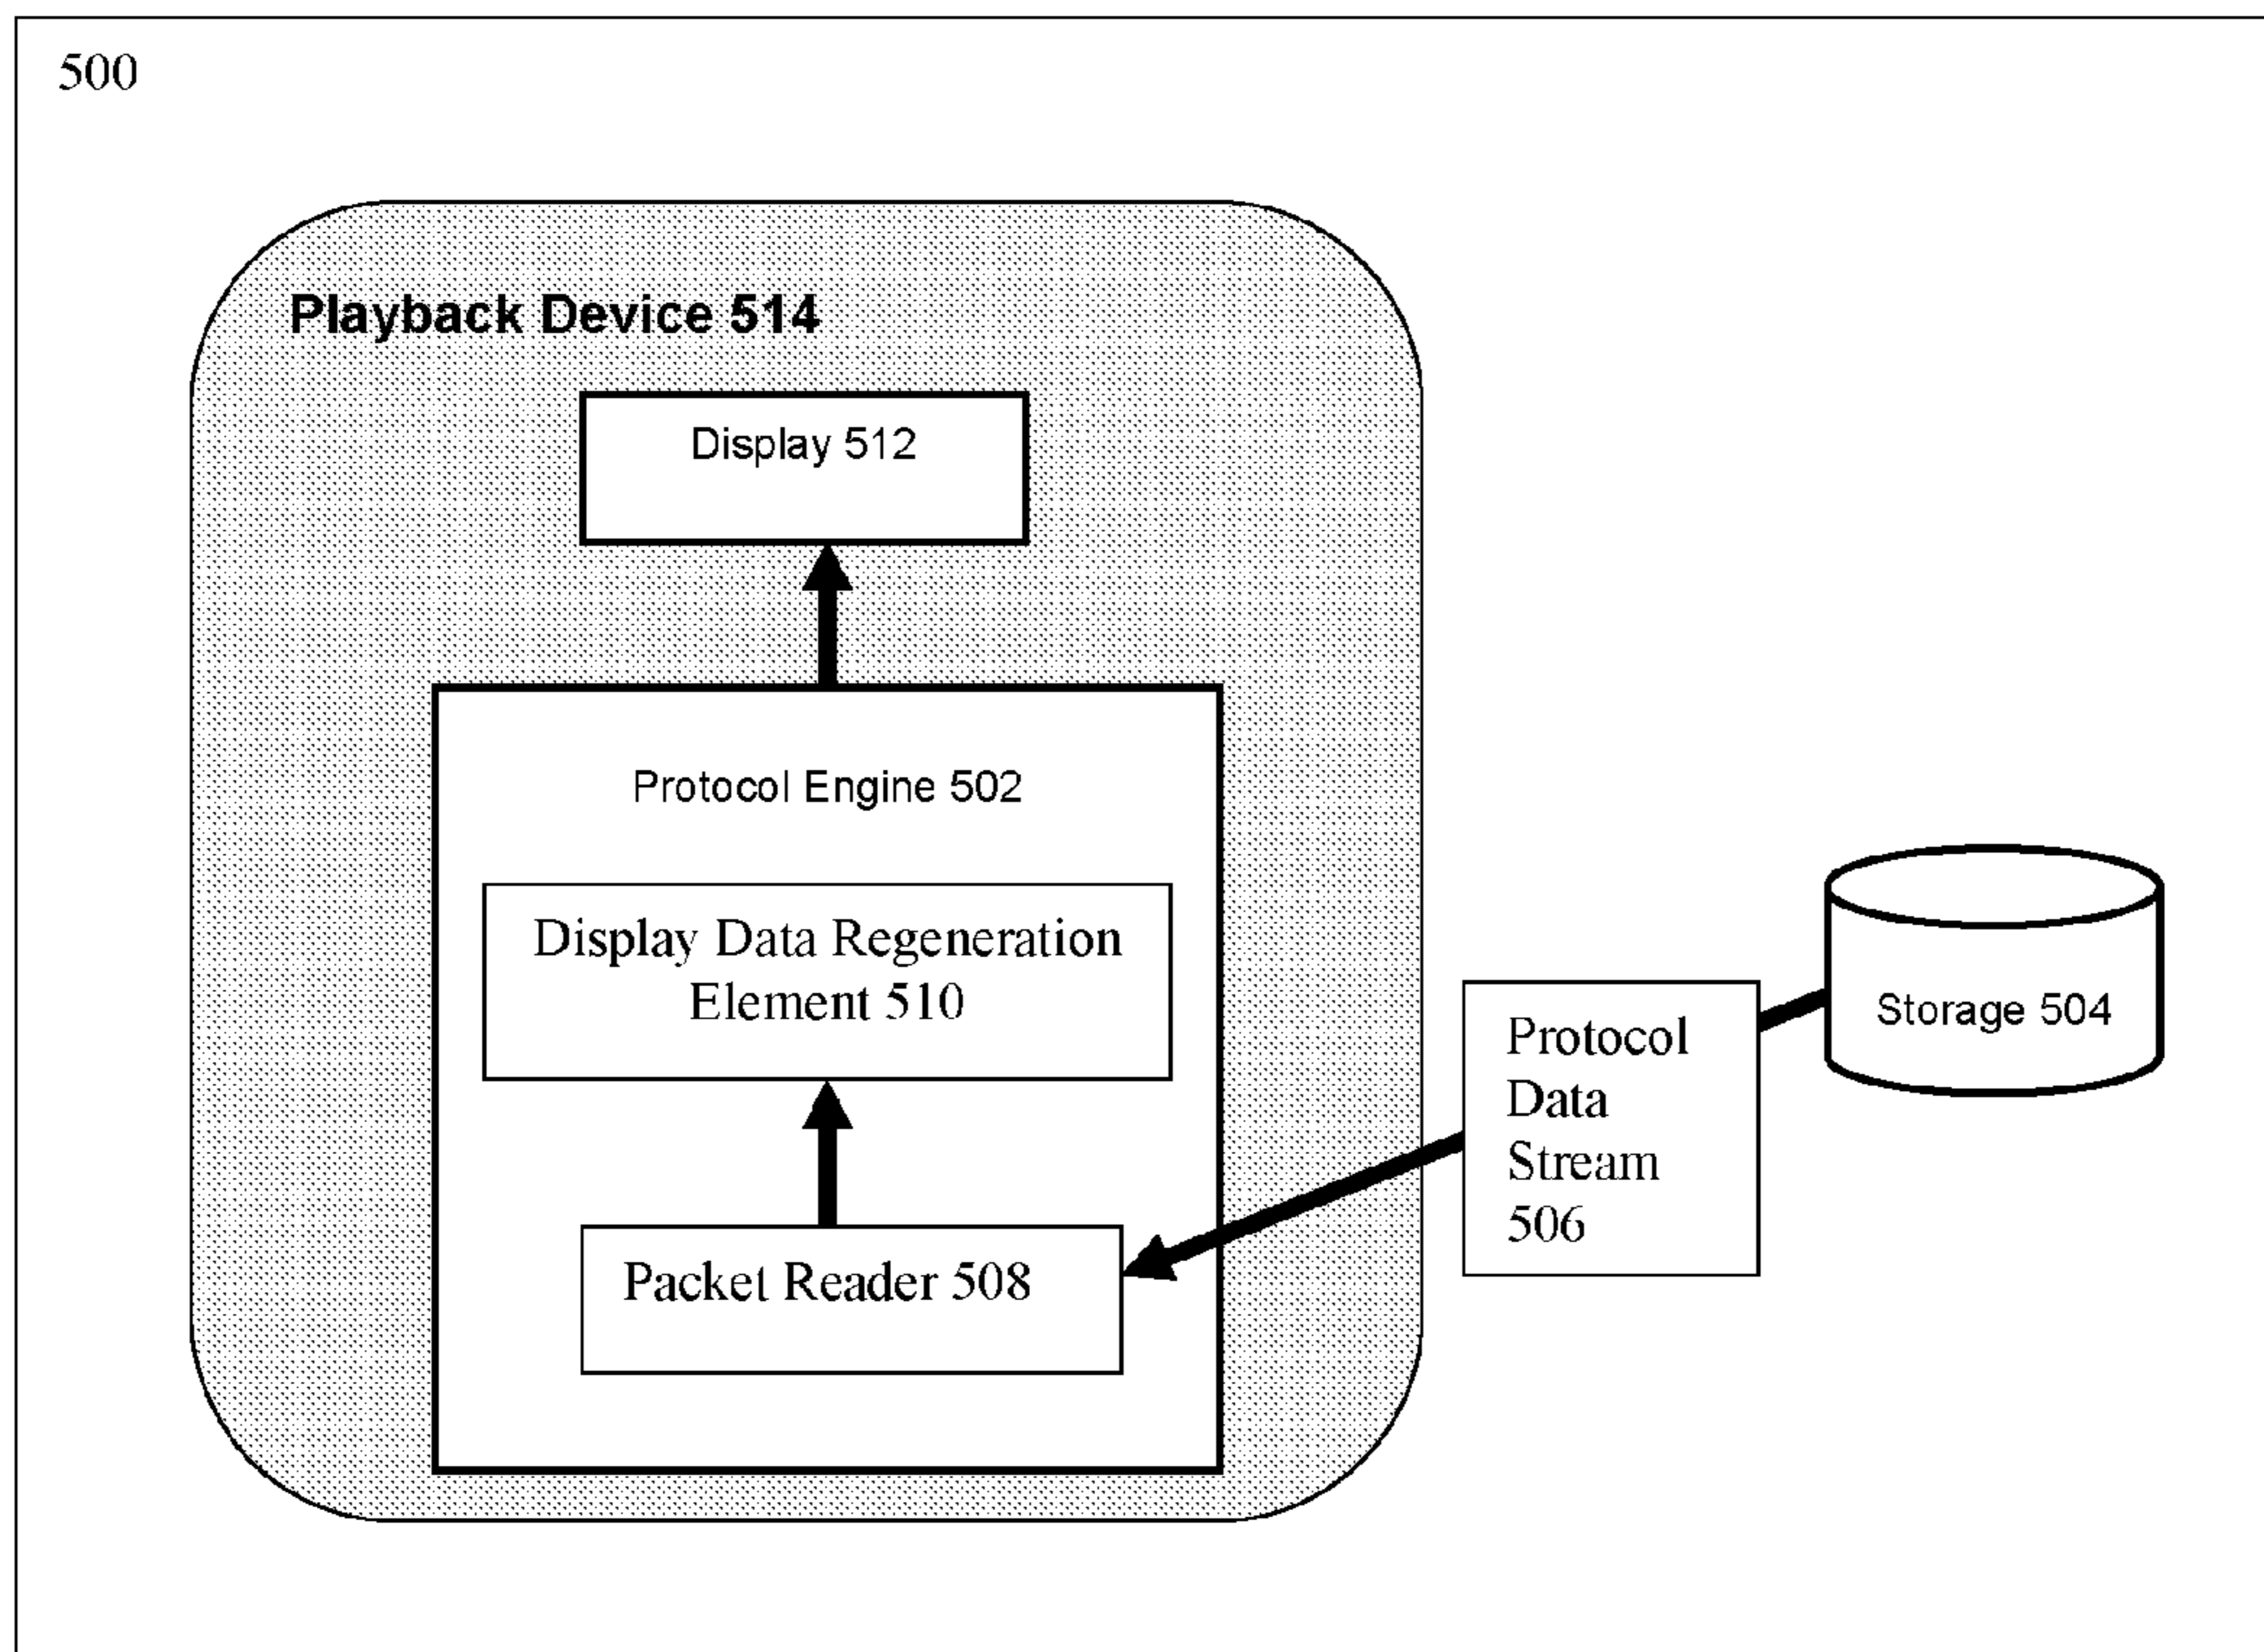 500
Playback Device 514
Display 512
Protocol Engine 502
Display Data Regeneration
Element 510
Packet Reader 508
Protocol
Data
Stream
506
Storage 504